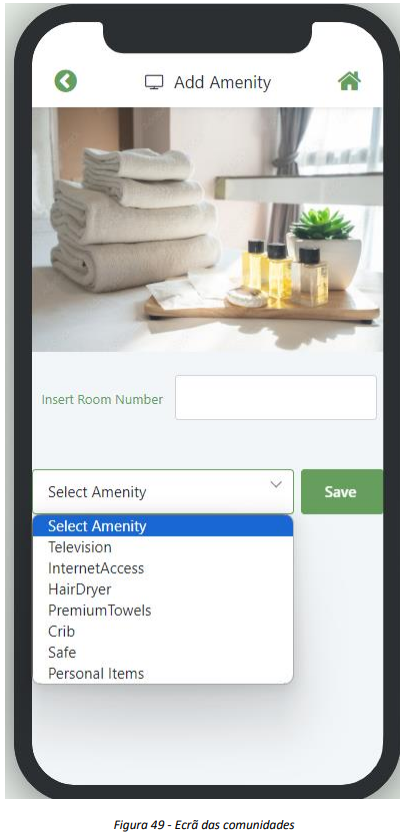 Add Amenity
Insert Room Number
Select Amenity
Save
Select Amenity
Television
InternetAccess
HairDryer
PremiumTowels
Crib
Safe
Personal Items
Figura 49 - Ecrã das comunidades